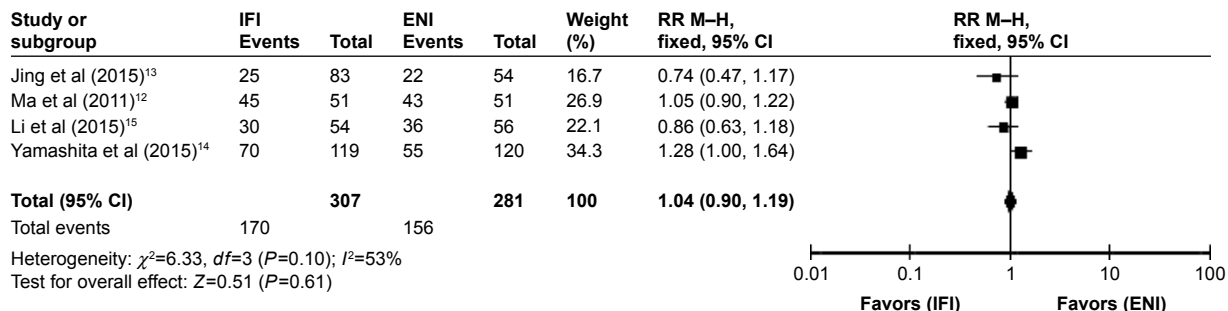 Study or subgroup IFI Events Total ENI Events Total Weight (%) RR M–H, fixed, 95% CI RR M–H, fixed, 95% CI
Jing et al (2015)¹³ 25 83 22 54 16.7 0.74 (0.47, 1.17)
Ma et al (2011)¹² 45 51 43 51 26.9 1.05 (0.90, 1.22)
Li et al (2015)¹⁵ 30 54 36 56 22.1 0.86 (0.63, 1.18)
Yamashita et al (2015)¹⁴ 70 119 55 120 34.3 1.28 (1.00, 1.64)
Total (95% CI) 307 281 100 1.04 (0.90, 1.19)
Total events 170 156
Heterogeneity: χ²=6.33, df=3 (P=0.10); I²=53%
Test for overall effect: Z=0.51 (P=0.61)
0.01 0.1 1 10 100
Favors (IFI) Favors (ENI)